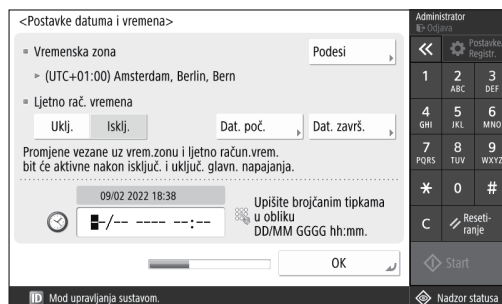 <Postavke datuma i vremena>
Vremenska zona
Podesi
(UTC+01:00) Amsterdam, Berlin, Bern
Ljetno rač. vremena
Uklj.
Isklj.
Dat. poč.
Dat. završ.
Promjene vezane uz vrem.zonu i ljetno račun.vrem.
bit će aktivne nakon isključ. i uključ. glavn. napajanja.
09/02 2022 18:38
-/-- ---- --:--
Upišite brojčanim tipkama
u obliku
DD/MM GGGG hh:mm.
OK
ID Mod upravljanja sustavom.
Administrator
Odjava
Postavke/
Registr.
1
2
ABC
3
DEF
4
GHI
5
JKL
6
MNO
7
PQRS
8
TUV
9
WXYZ
0
#
C
Reseti-
ranje
Start
Nadzor statusa